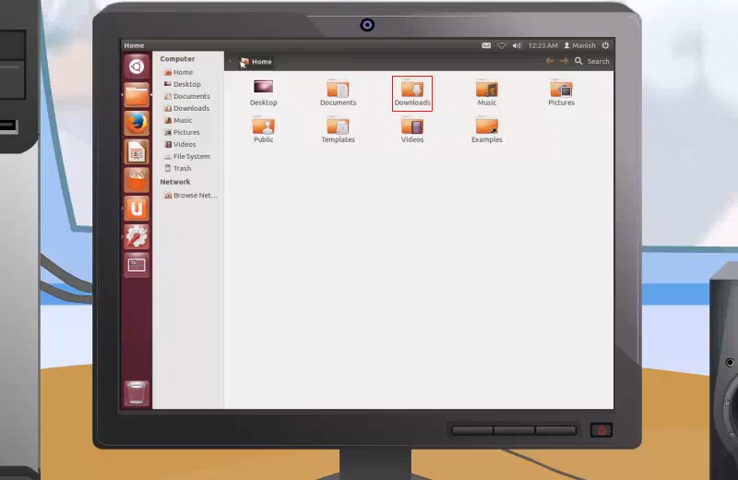 Home
12:23 AM Manish
Computer
Home
Desktop
Documents
Downloads
Music
Pictures
Videos
File System
Trash
Network
Browse Net...
Home
Search
Desktop Documents Downloads Music Pictures
Public Templates Videos Examples